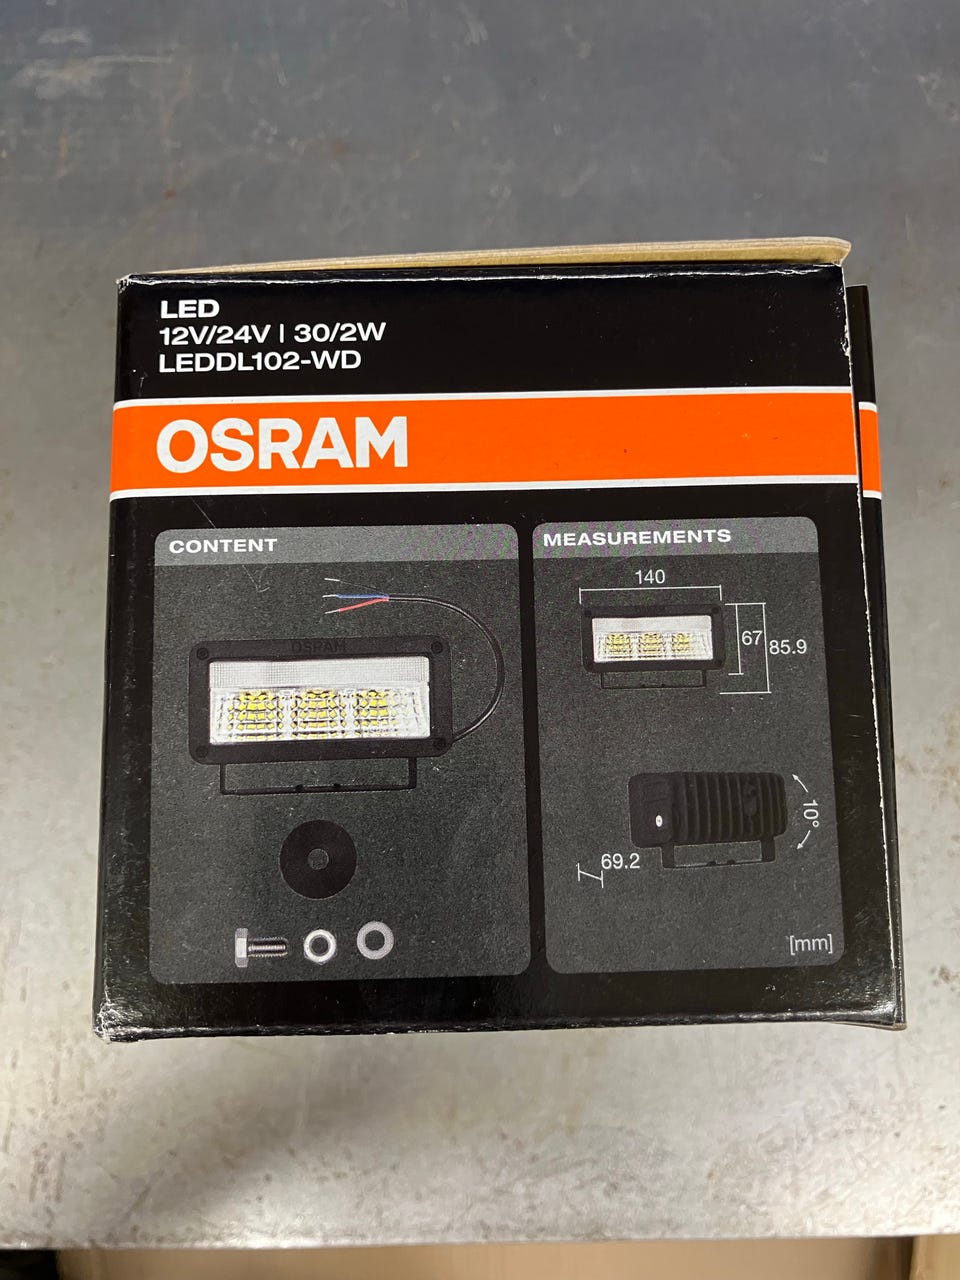 LED
12V/24V | 30/2W
LEDDL102-WD
OSRAM
CONTENT
OSRAM
MEASUREMENTS
140
67
85.9
10°
69.2
[mm]